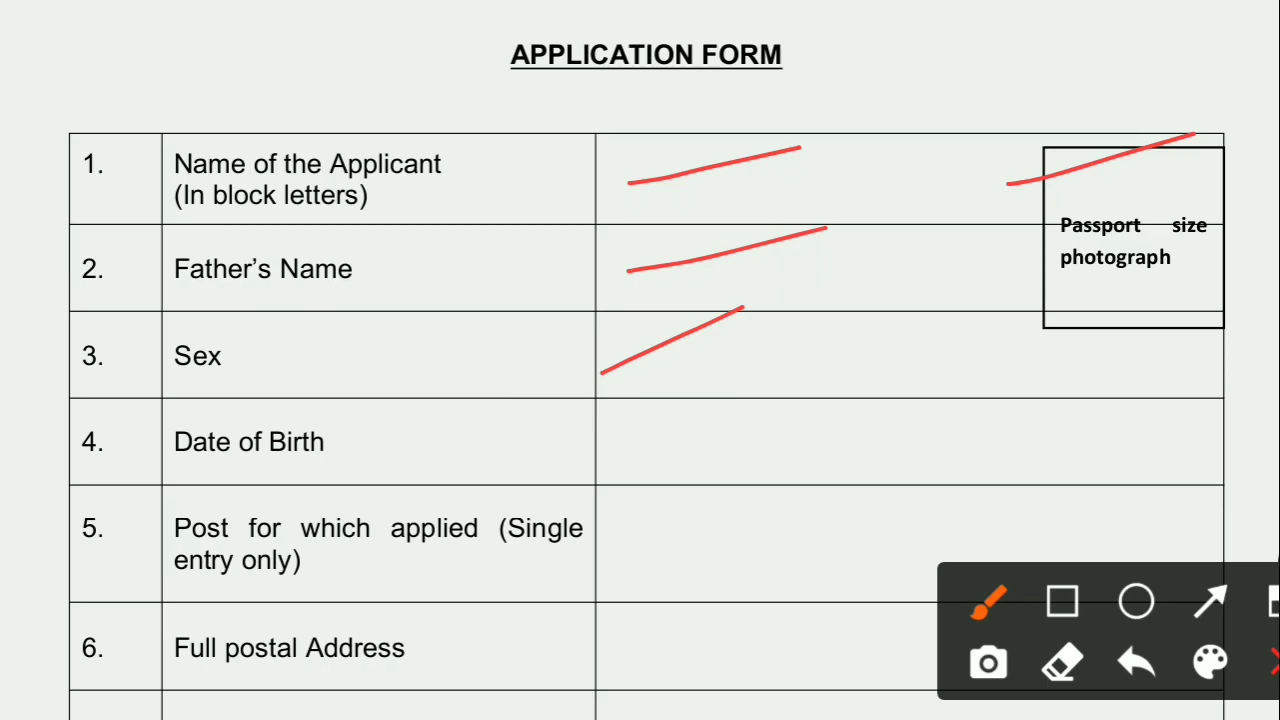 APPLICATION FORM
1. Name of the Applicant
(In block letters)
Passport size
photograph
2. Father’s Name
3. Sex
4. Date of Birth
5. Post for which applied (Single
entry only)
6. Full postal Address